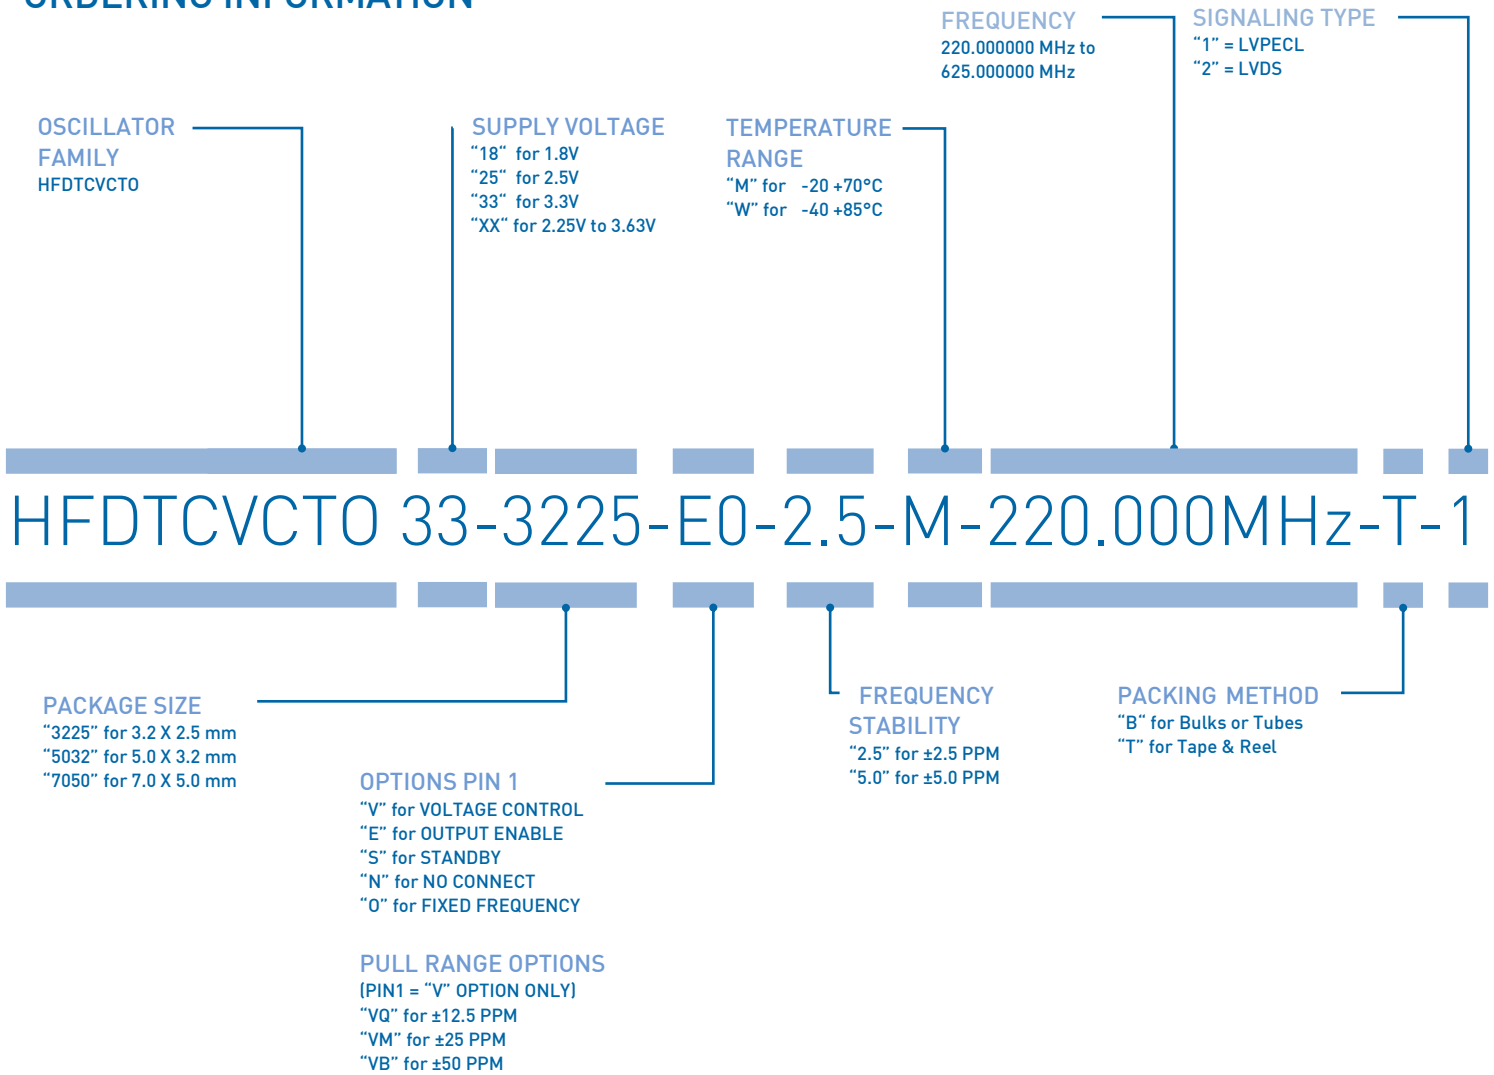 ORDERING INFORMATION
FREQUENCY
220.000000 MHz to
625.000000 MHz
SIGNALING TYPE
“1” = LVPECL
“2” = LVDS
OSCILLATOR
FAMILY
HFDTCVCTO
SUPPLY VOLTAGE
“18“ for 1.8V
“25“ for 2.5V
“33“ for 3.3V
“XX“ for 2.25V to 3.63V
TEMPERATURE
RANGE
“M” for -20 +70°C
“W” for -40 +85°C
HFDTCVCTO 33-3225-E0-2.5-M-220.000MHz-T-1
PACKAGE SIZE
“3225” for 3.2 X 2.5 mm
“5032” for 5.0 X 3.2 mm
“7050” for 7.0 X 5.0 mm
OPTIONS PIN 1
“V” for VOLTAGE CONTROL
“E” for OUTPUT ENABLE
“S” for STANDBY
“N” for NO CONNECT
“O” for FIXED FREQUENCY
PULL RANGE OPTIONS
(PIN1 = “V” OPTION ONLY)
“VQ” for ±12.5 PPM
“VM” for ±25 PPM
“VB” for ±50 PPM
FREQUENCY
STABILITY
“2.5” for ±2.5 PPM
“5.0” for ±5.0 PPM
PACKING METHOD
“B“ for Bulks or Tubes
“T” for Tape & Reel